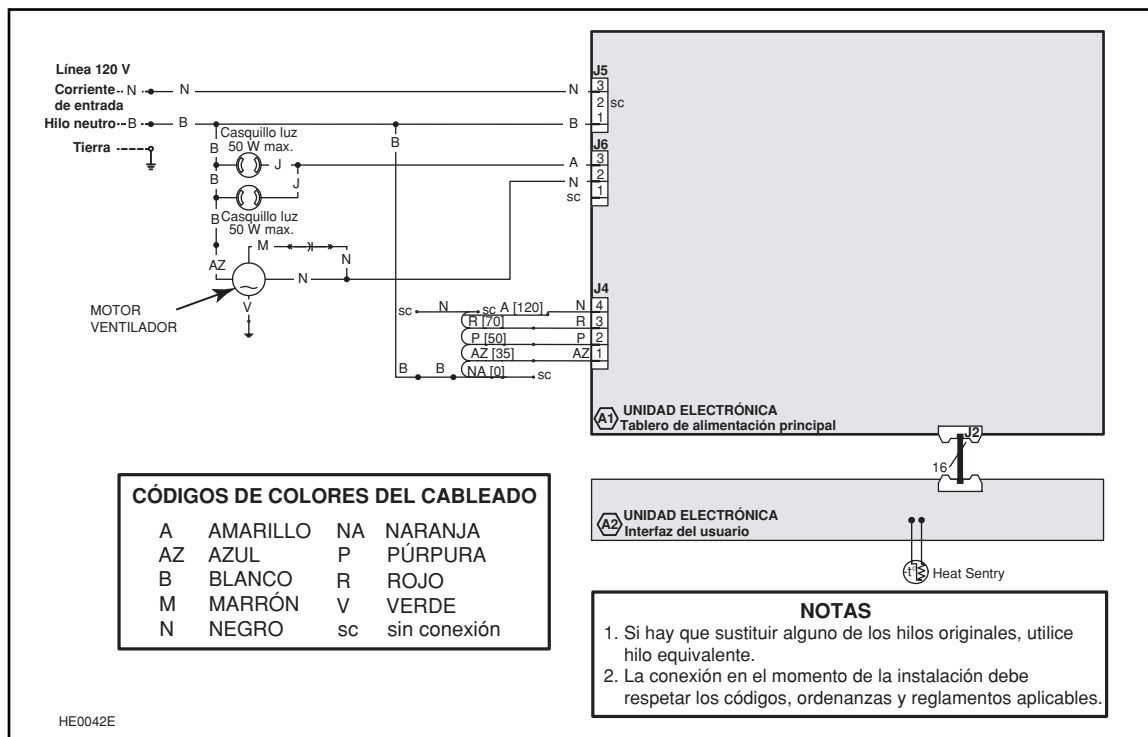 Línea 120 V
Corriente de entrada N N N
Hilo neutro B B B
Tierra
J5
3
2 sc
1
B
Casquillo luz
50 W max.
B
J
J
B
B
Casquillo luz
50 W max.
J6
A 3
N 2
sc 1
M
N
AZ
N
V
MOTOR
VENTILADOR
J4
sc N sc A [120] N 4
R [70] R 3
P [50] P 2
AZ [35] AZ 1
B B NA [0] sc
A1 UNIDAD ELECTRÓNICA
Tablero de alimentación principal
J2
16
A2 UNIDAD ELECTRÓNICA
Interfaz del usuario
-t° Heat Sentry
CÓDIGOS DE COLORES DEL CABLEADO
A AMARILLO NA NARANJA
AZ AZUL P PÚRPURA
B BLANCO R ROJO
M MARRÓN V VERDE
N NEGRO sc sin conexión
NOTAS
1. Si hay que sustituir alguno de los hilos originales, utilice
hilo equivalente.
2. La conexión en el momento de la instalación debe
respetar los códigos, ordenanzas y reglamentos aplicables.
HE0042E